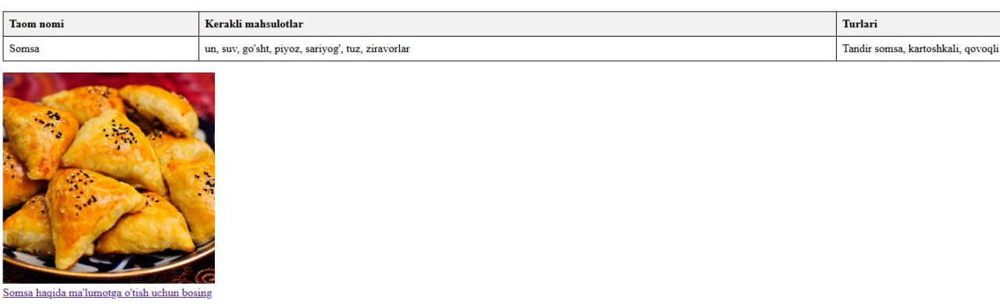 Taom nomi Kerakli mahsulotlar Turlari
Somsa un, suv, go'sht, piyoz, sariyog', tuz, ziravorlar Tandir somsa, kartoshkali, qovoqli
Somsa haqida ma'lumotga o'tish uchun bosing